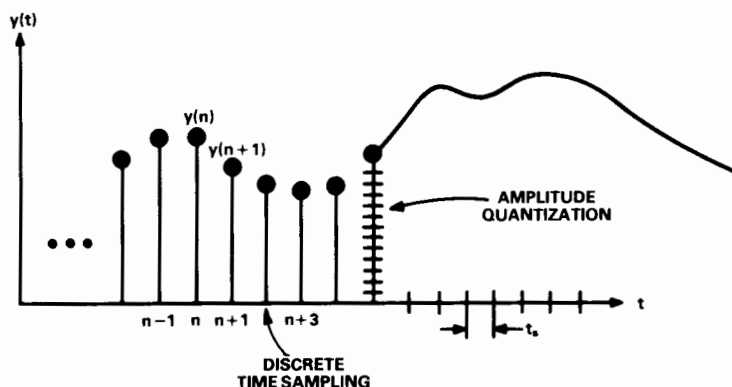 y(t)
y(n)
y(n+1)
AMPLITUDE
QUANTIZATION
t
n−1 n n+1 n+3
tₛ
DISCRETE
TIME SAMPLING